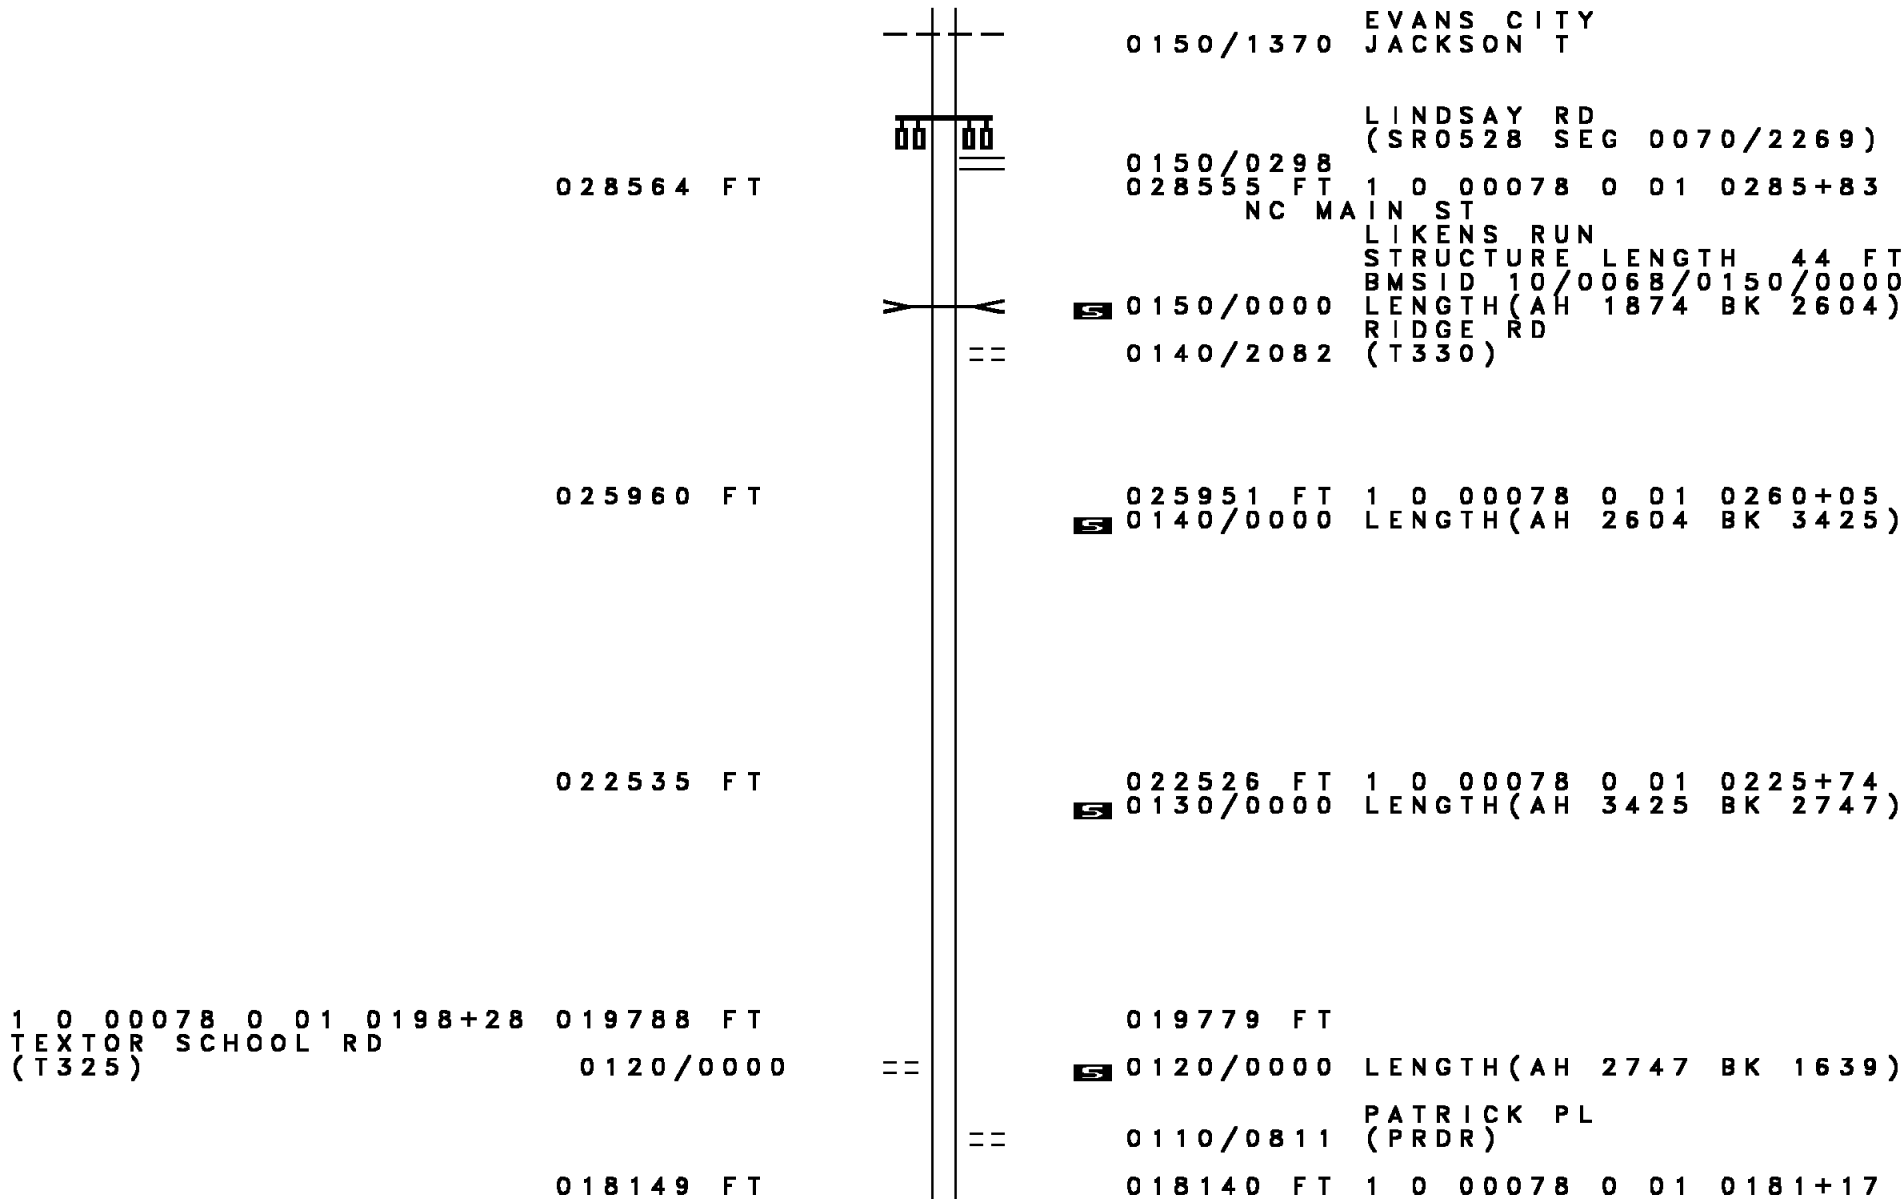 EVANS CITY
0150/1370 JACKSON T
LINDSAY RD
(SR0528 SEG 0070/2269)
0150/0298
028564 FT 028555 FT 1 0 00078 0 01 0285+83
NC MAIN ST
LIKENS RUN
STRUCTURE LENGTH 44 FT
BMSID 10/0068/0150/0000
S 0150/0000 LENGTH(AH 1874 BK 2604)
RIDGE RD
0140/2082 (T330)
025960 FT 025951 FT 1 0 00078 0 01 0260+05
S 0140/0000 LENGTH(AH 2604 BK 3425)
022535 FT 022526 FT 1 0 00078 0 01 0225+74
S 0130/0000 LENGTH(AH 3425 BK 2747)
1 0 00078 0 01 0198+28 019788 FT 019779 FT
TEXTOR SCHOOL RD
(T325) 0120/0000 S 0120/0000 LENGTH(AH 2747 BK 1639)
PATRICK PL
0110/0811 (PRDR)
018149 FT 018140 FT 1 0 00078 0 01 0181+17